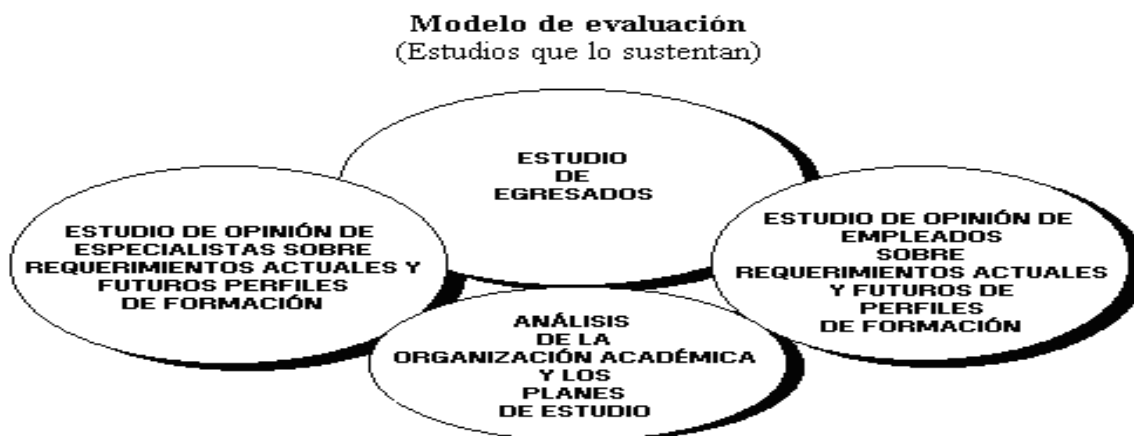 Modelo de evaluación
(Estudios que lo sustentan)
ESTUDIO
DE
EGRESADOS
ESTUDIO DE OPINIÓN DE
ESPECIALISTAS SOBRE
REQUERIMIENTOS ACTUALES Y
FUTUROS PERFILES
DE FORMACIÓN
ESTUDIO DE OPINIÓN DE
EMPLEADOS
SOBRE
REQUERIMIENTOS ACTUALES
Y FUTUROS DE
PERFILES
DE FORMACIÓN
ANÁLISIS
DE LA
ORGANIZACIÓN ACADÉMICA
Y LOS
PLANES
DE ESTUDIO